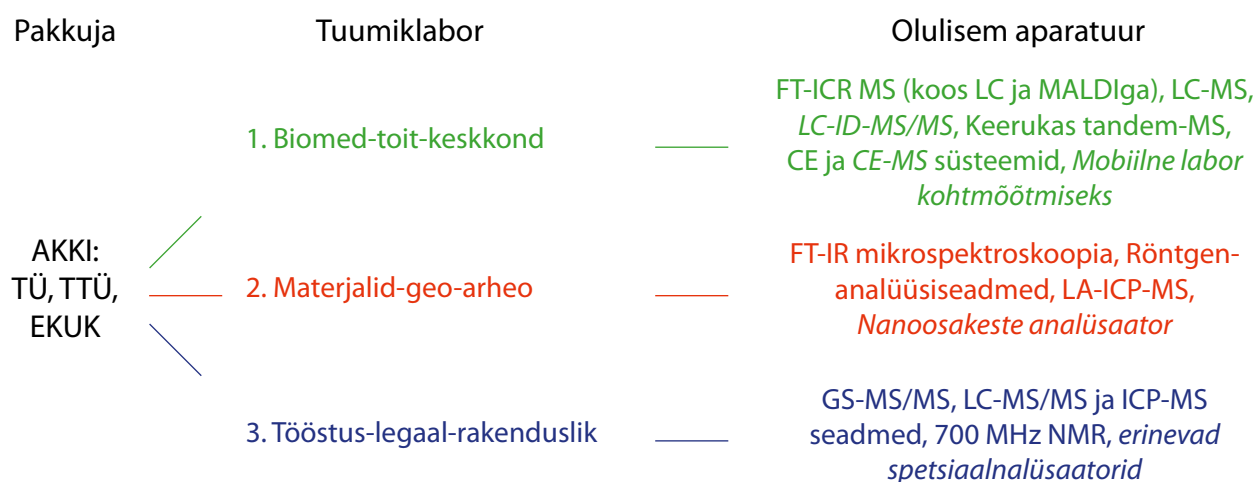 Pakkuja
Tuumiklabor
Olulisem aparatuur
AKKI:
TÜ, TTÜ,
EKUK
1. Biomed-toit-keskkond
FT-ICR MS (koos LC ja MALDIga), LC-MS,
LC-ID-MS/MS, Keerukas tandem-MS,
CE ja CE-MS süsteemid, Mobiilne labor
kohtmõõtmiseks
2. Materjalid-geo-arheo
FT-IR mikrospektroskoopia, Röntgen-
analüüsiseadmed, LA-ICP-MS,
Nanoosakeste analüsaator
3. Tööstus-legaal-rakenduslik
GS-MS/MS, LC-MS/MS ja ICP-MS
seadmed, 700 MHz NMR, erinevad
spetsiaalnalüsaatorid